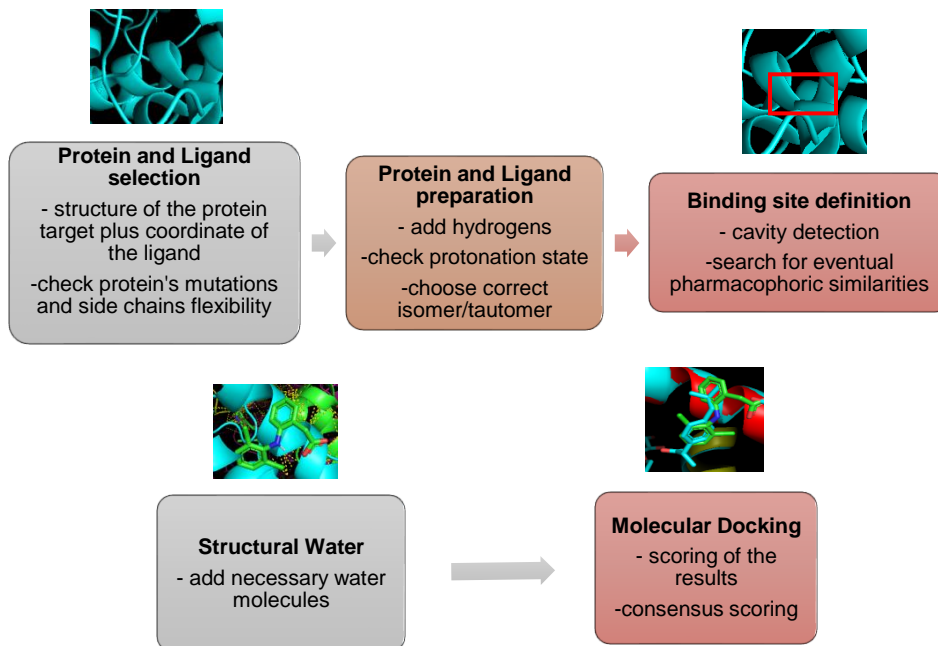 Protein and Ligand
selection
- structure of the protein
target plus coordinate of
the ligand
-check protein's mutations
and side chains flexibility
Protein and Ligand
preparation
- add hydrogens
-check protonation state
-choose correct
isomer/tautomer
Binding site definition
- cavity detection
-search for eventual
pharmacophoric similarities
Structural Water
- add necessary water
molecules
Molecular Docking
- scoring of the
results
-consensus scoring